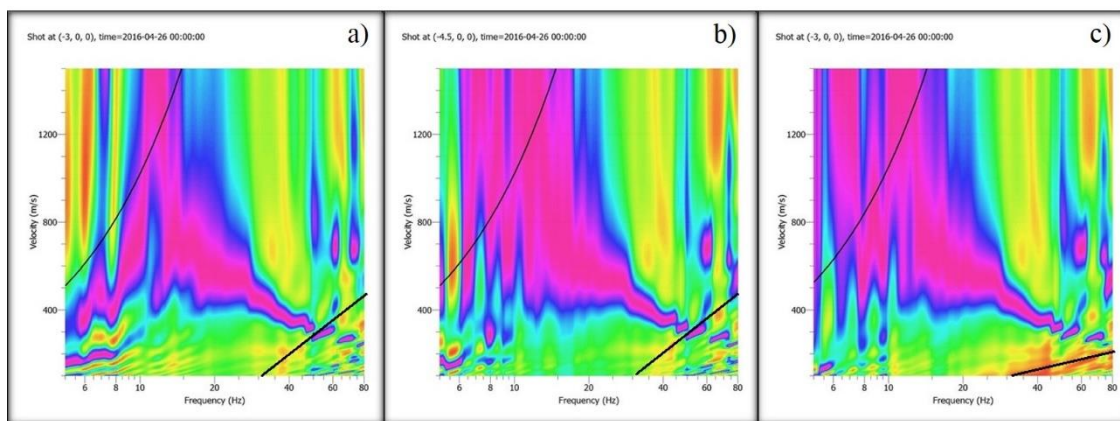 Shot at (-3, 0, 0), time=2016-04-26 00:00:00
a)
1200
800
400
Velocity (m/s)
6
8
10
20
40
60
80
Frequency (Hz)
Shot at (-4.5, 0, 0), time=2016-04-26 00:00:00
b)
1200
800
400
Velocity (m/s)
6
8
10
20
40
60
80
Frequency (Hz)
Shot at (-3, 0, 0), time=2016-04-26 00:00:00
c)
1200
800
400
Velocity (m/s)
6
8
10
20
40
60
80
Frequency (Hz)